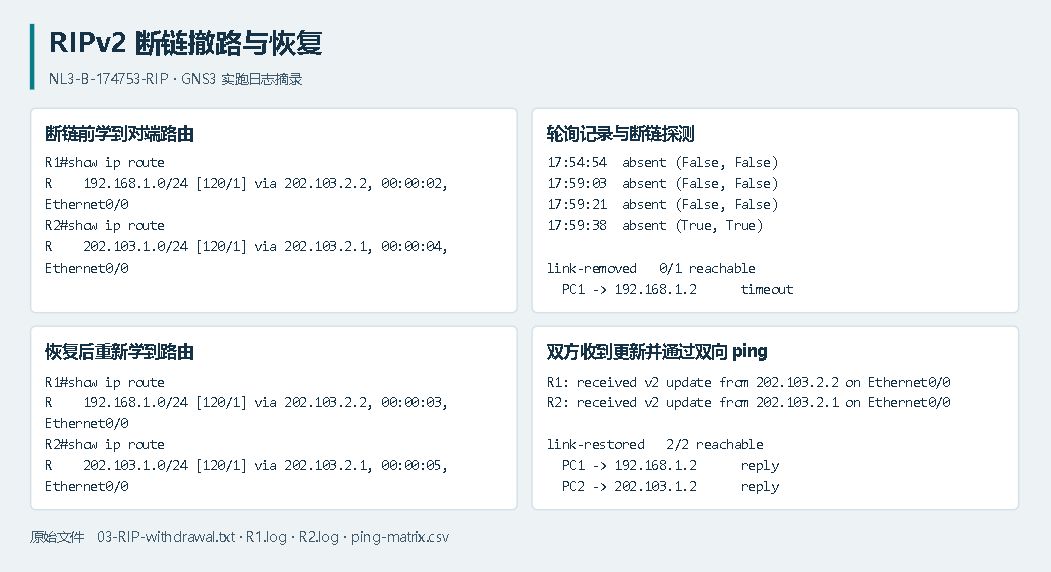 RIPv2 断链撤路与恢复
NL3-B-174753-RIP · GNS3 实跑日志摘录
断链前学到对端路由
R1#show ip route
R    192.168.1.0/24 [120/1] via 202.103.2.2, 00:00:02,
Ethernet0/0
R2#show ip route
R    202.103.1.0/24 [120/1] via 202.103.2.1, 00:00:04,
Ethernet0/0
轮询记录与断链探测
17:54:54  absent (False, False)
17:59:03  absent (False, False)
17:59:21  absent (False, False)
17:59:38  absent (True, True)
link-removed   0/1 reachable
  PC1 -> 192.168.1.2      timeout
恢复后重新学到路由
R1#show ip route
R    192.168.1.0/24 [120/1] via 202.103.2.2, 00:00:03,
Ethernet0/0
R2#show ip route
R    202.103.1.0/24 [120/1] via 202.103.2.1, 00:00:05,
Ethernet0/0
双方收到更新并通过双向 ping
R1: received v2 update from 202.103.2.2 on Ethernet0/0
R2: received v2 update from 202.103.2.1 on Ethernet0/0
link-restored   2/2 reachable
  PC1 -> 192.168.1.2      reply
  PC2 -> 202.103.1.2      reply
原始文件   03-RIP-withdrawal.txt · R1.log · R2.log · ping-matrix.csv